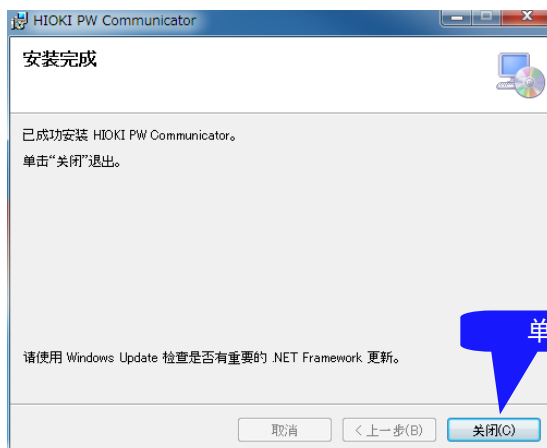 HIOKI PW Communicator
安装完成
已成功安装 HIOKI PW Communicator。
单击“关闭”退出。
单
请使用 Windows Update 检查是否有重要的 .NET Framework 更新。
取消
<上一步(B)
关闭(C)